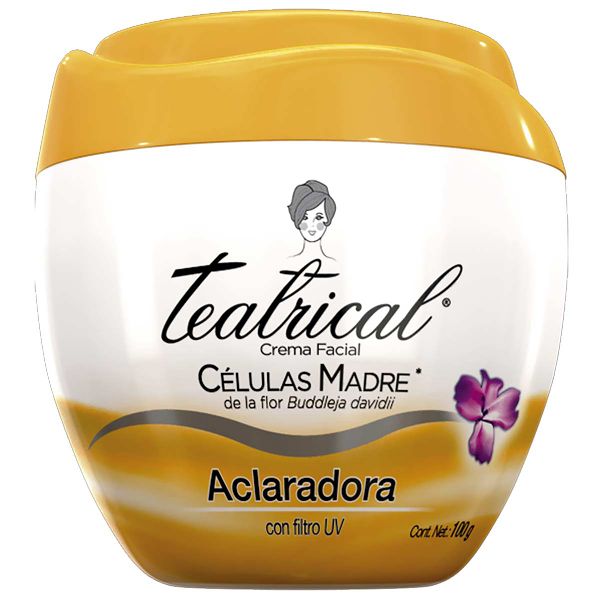 Teatrical®
Crema Facial
CÉLULAS MADRE*
de la flor Buddleja davidii
Aclaradora
con filtro UV
Cont. Net.: 100 g